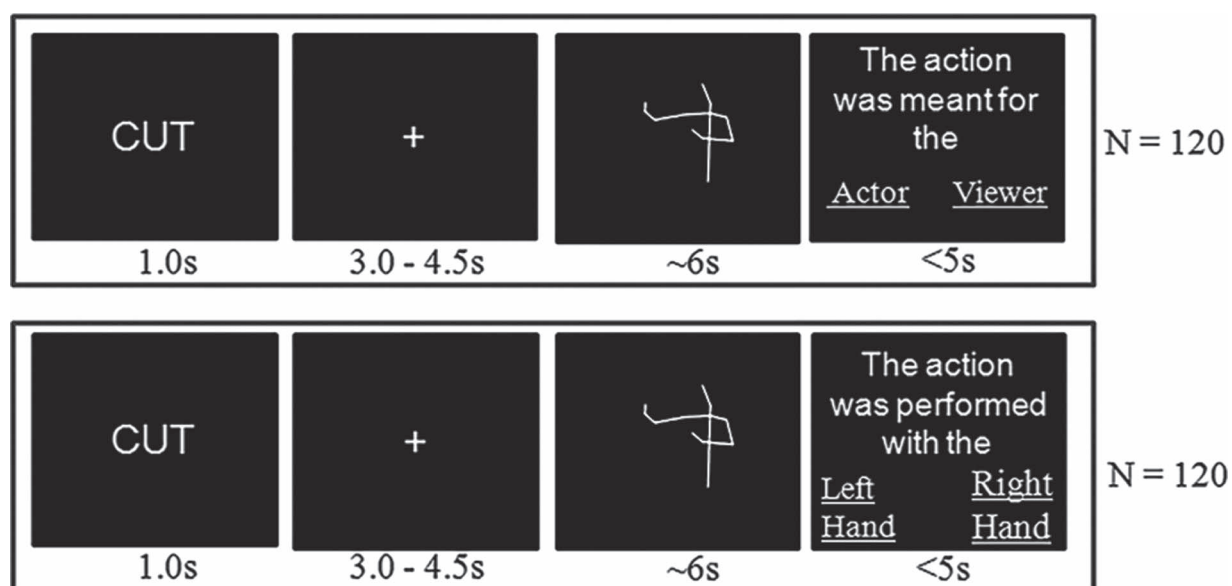 CUT
+
The action
was meant for
the
Actor Viewer
N = 120
1.0s 3.0 - 4.5s ~6s <5s
CUT
+
The action
was performed
with the
Left Right
Hand Hand
N = 120
1.0s 3.0 - 4.5s ~6s <5s